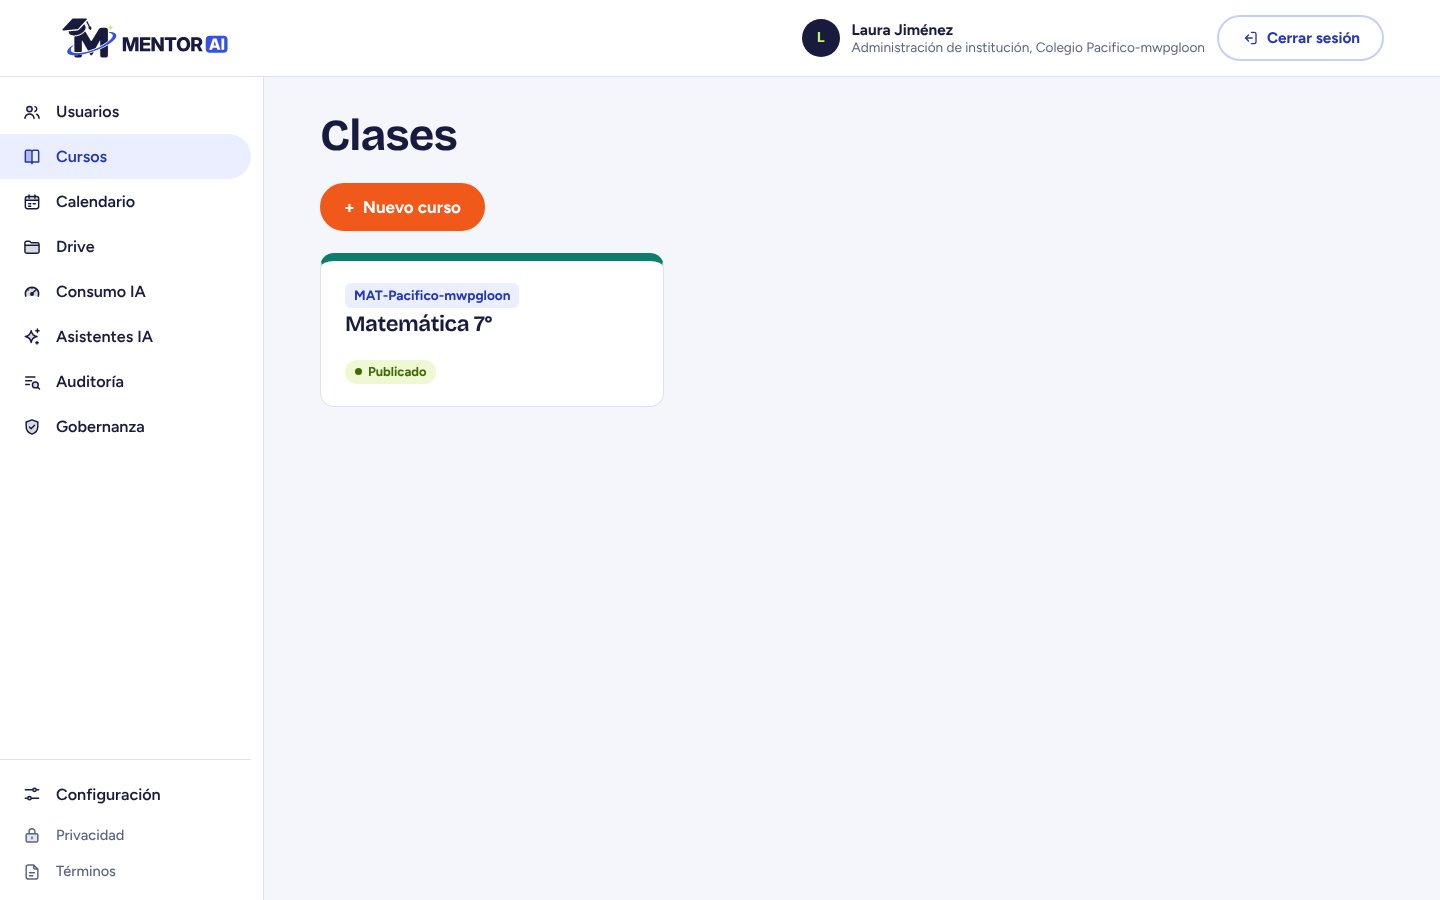 MENTOR AI
L
Laura Jiménez
Administración de institución, Colegio Pacifico-mwpgloon
Cerrar sesión
Usuarios
Cursos
Calendario
Drive
Consumo IA
Asistentes IA
Auditoría
Gobernanza
Configuración
Privacidad
Términos
Clases
+ Nuevo curso
MAT-Pacifico-mwpgloon
Matemática 7°
Publicado